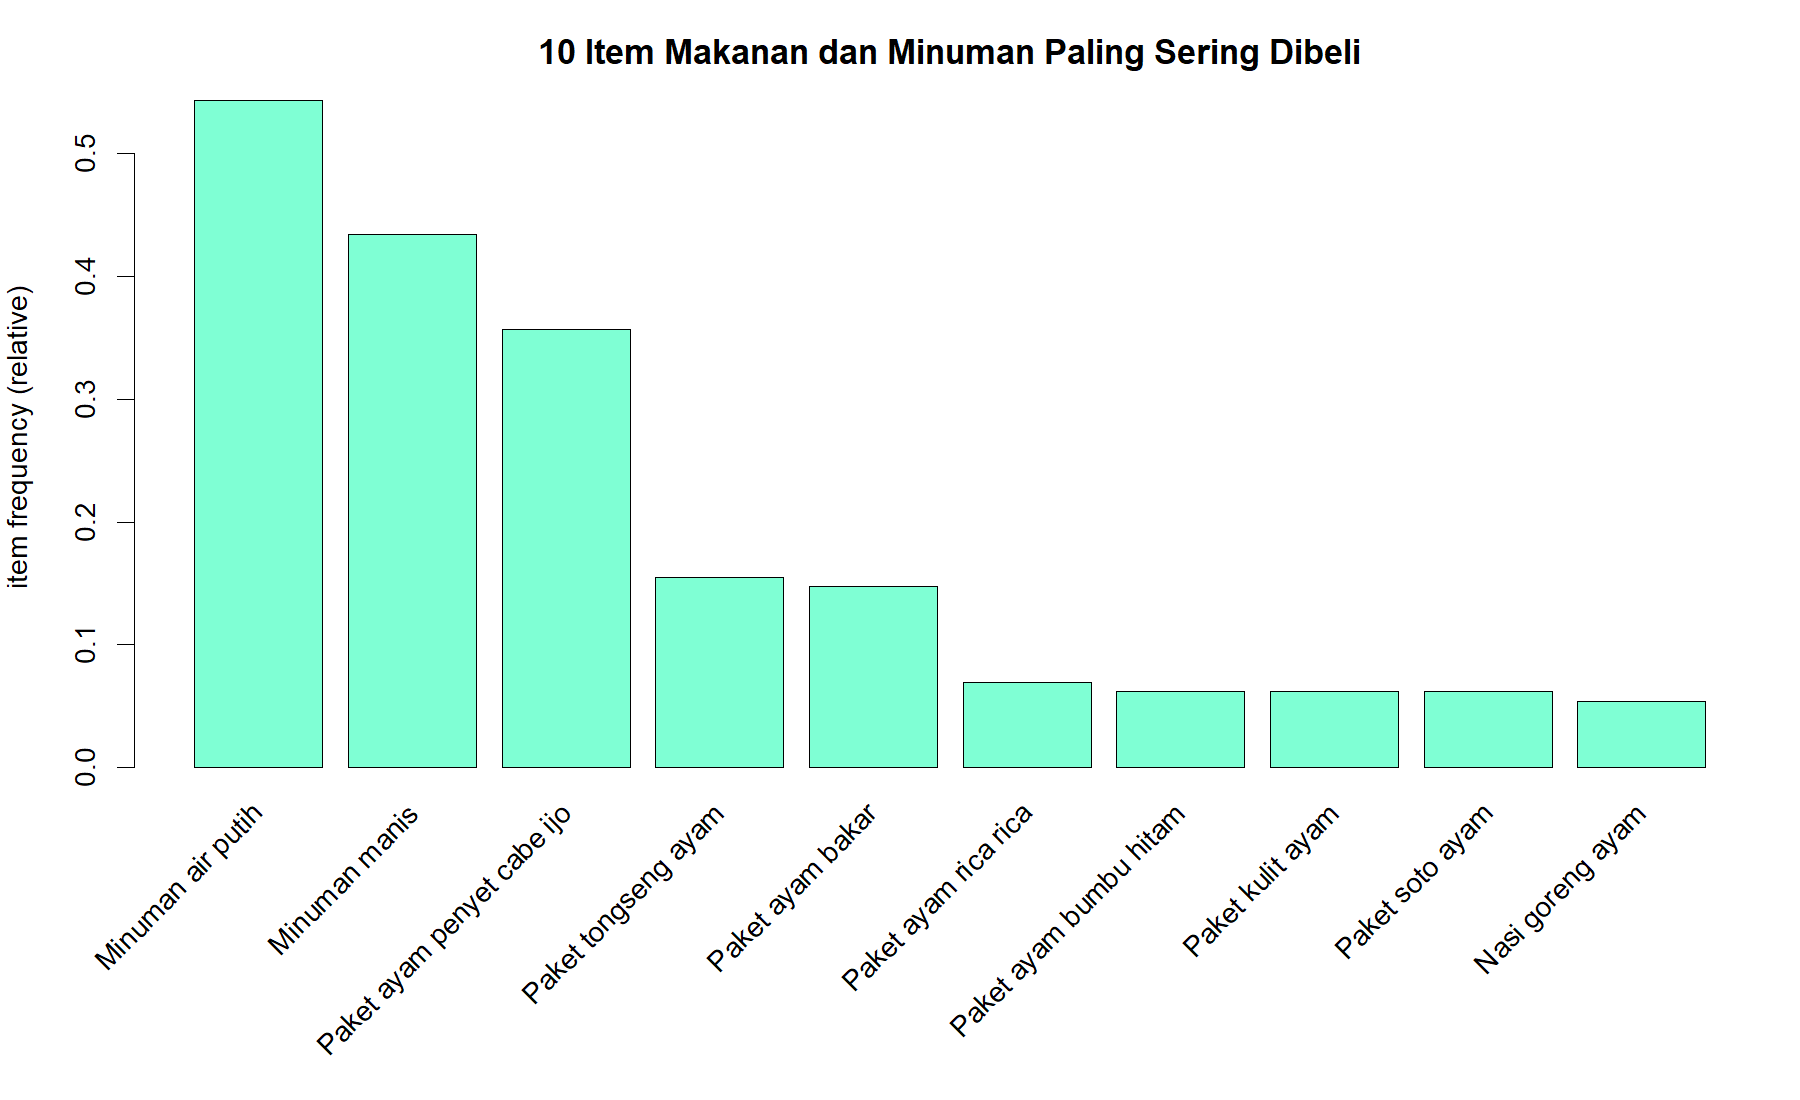 10 Item Makanan dan Minuman Paling Sering Dibeli
item frequency (relative)
0.5
0.4
0.3
0.2
0.1
0.0
Minuman air putih
Minuman manis
Paket ayam penyet cabe ijo
Paket tongseng ayam
Paket ayam bakar
Paket ayam rica rica
Paket ayam bumbu hitam
Paket kulit ayam
Paket soto ayam
Nasi goreng ayam